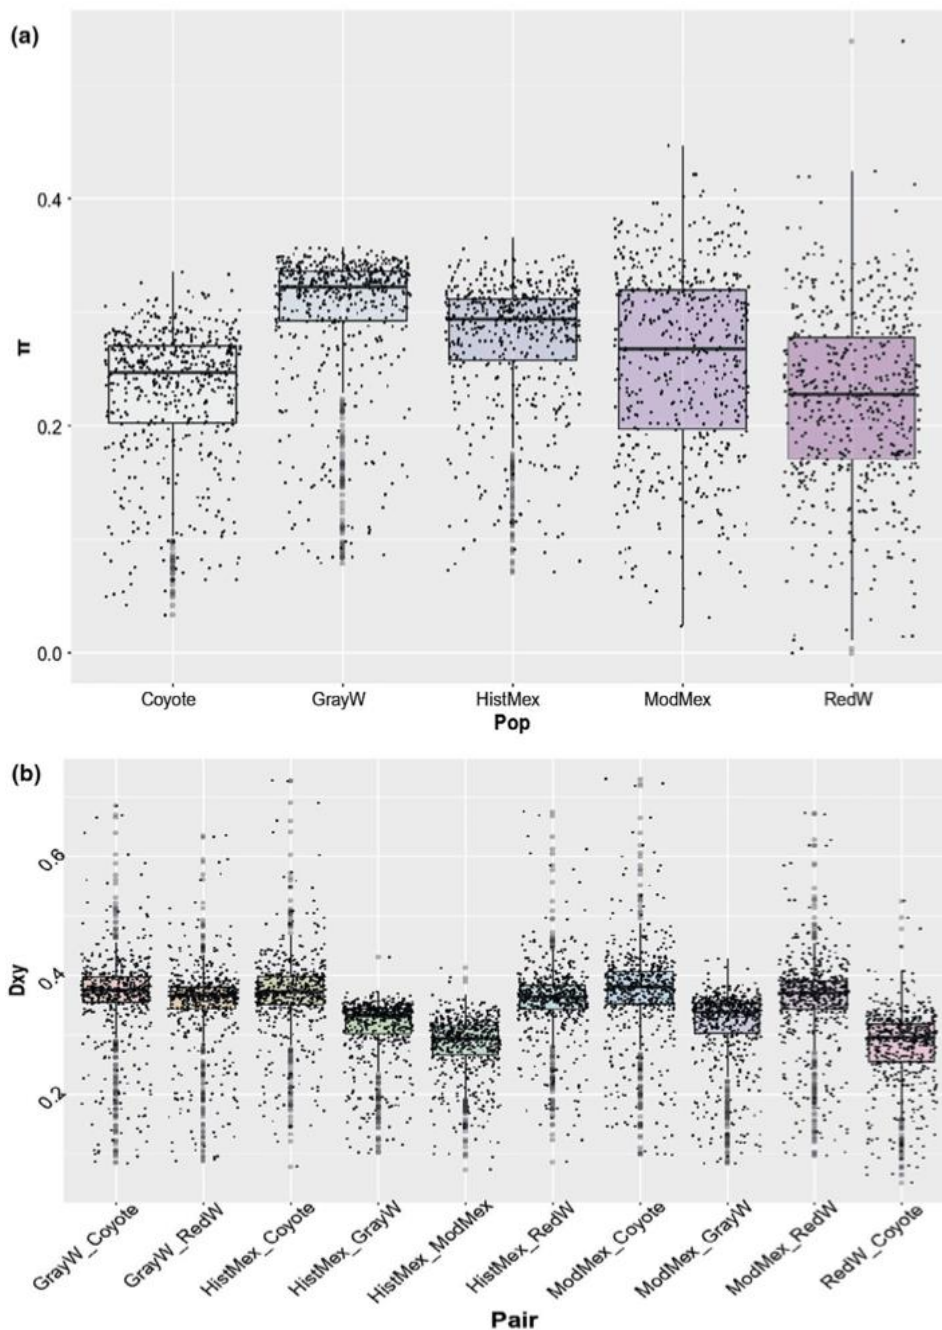 (a)
0.4
0.2
0.0
π
Coyote GrayW HistMex ModMex RedW
Pop
(b)
0.6
0.4
0.2
Dxy
GrayW_Coyote GrayW_RedW HistMex_Coyote HistMex_GrayW HistMex_ModMex HistMex_RedW ModMex_Coyote ModMex_GrayW ModMex_RedW RedW_Coyote
Pair